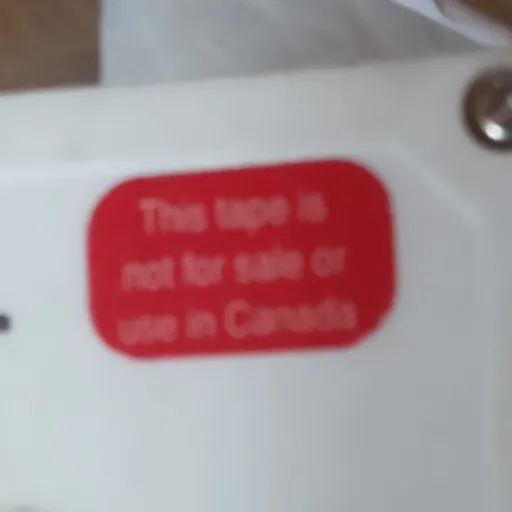 This tape is
not for sale or
use in Canada